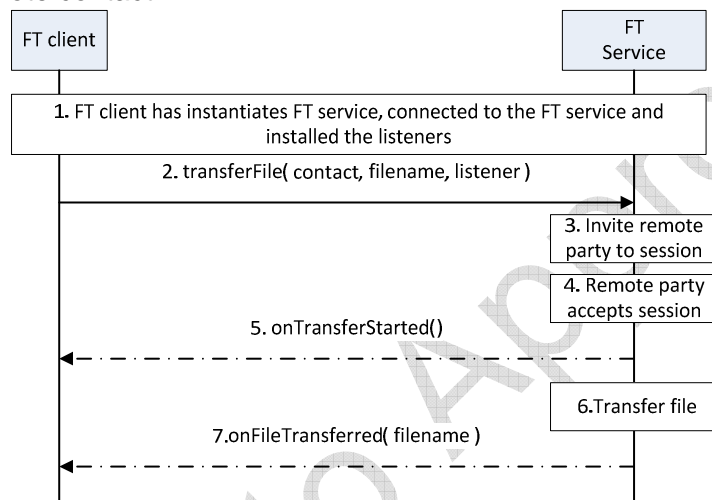 FT client
FT
Service
1. FT client has instantiates FT service, connected to the FT service and
installed the listeners
2. transferFile( contact, filename, listener )
3. Invite remote
party to session
4. Remote party
accepts session
5. onTransferStarted()
6.Transfer file
7.onFileTransferred( filename )